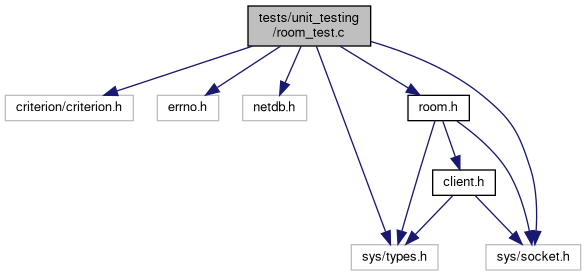 tests/unit_testing
/room_test.c
criterion/criterion.h
errno.h
netdb.h
room.h
client.h
sys/types.h
sys/socket.h